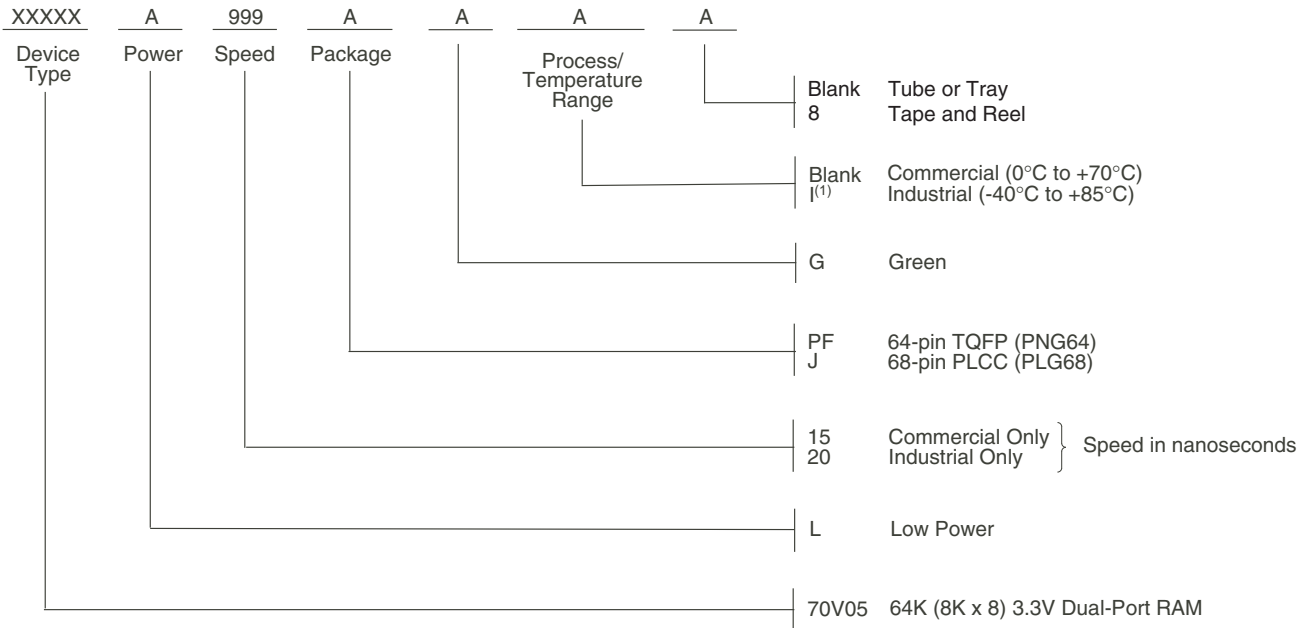 XXXXX A 999 A A A A
Device Type
Power
Speed
Package
Process/
Temperature
Range
Blank Tube or Tray
8 Tape and Reel
Blank Commercial (0°C to +70°C)
I(1) Industrial (-40°C to +85°C)
G Green
PF 64-pin TQFP (PNG64)
J 68-pin PLCC (PLG68)
15 Commercial Only
20 Industrial Only
Speed in nanoseconds
L Low Power
70V05 64K (8K x 8) 3.3V Dual-Port RAM